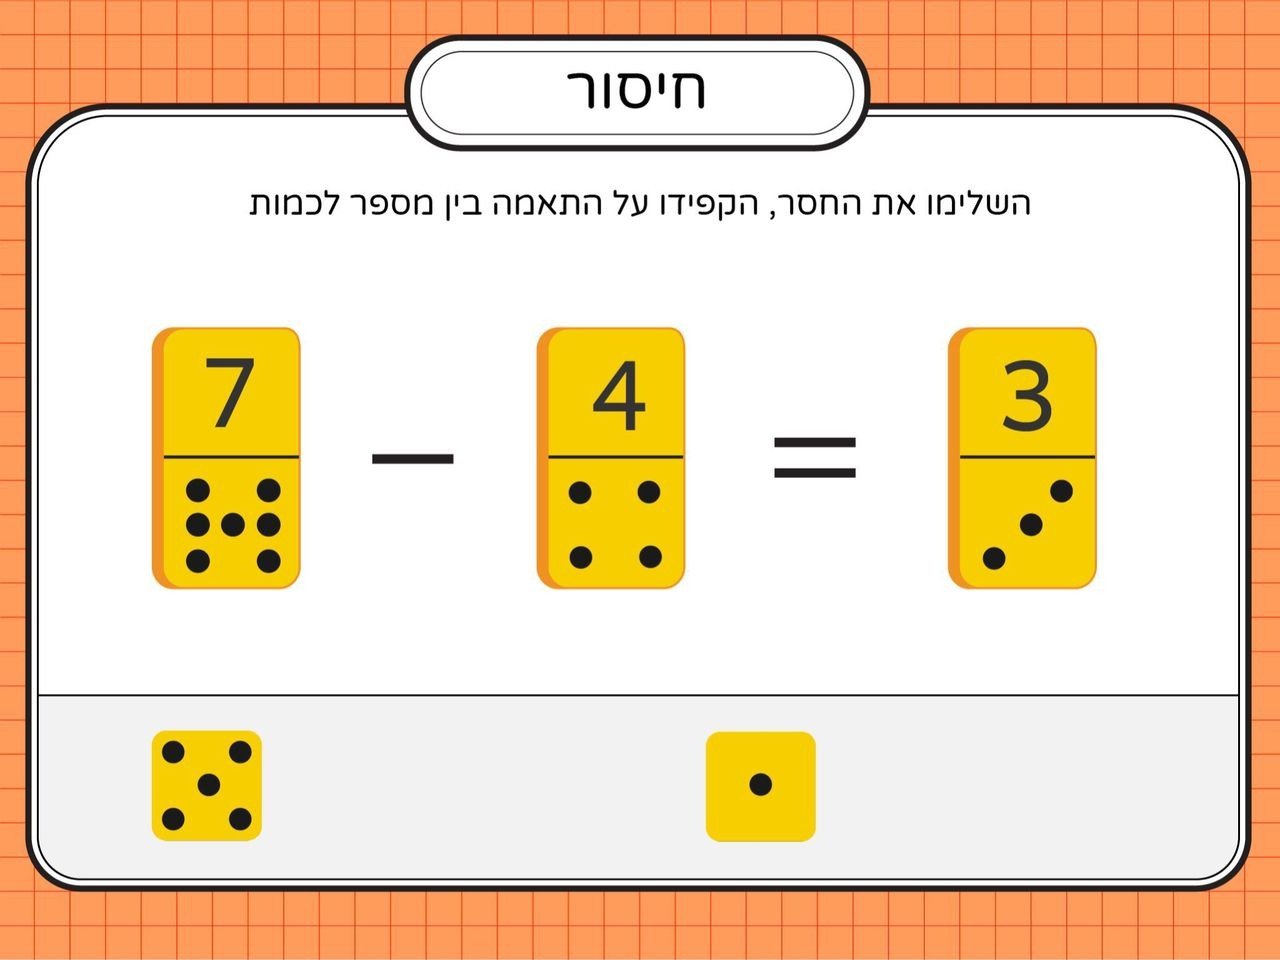 חיסור
השלימו את החסר, הקפידו על התאמה בין מספר לכמות
7 – 4 = 3